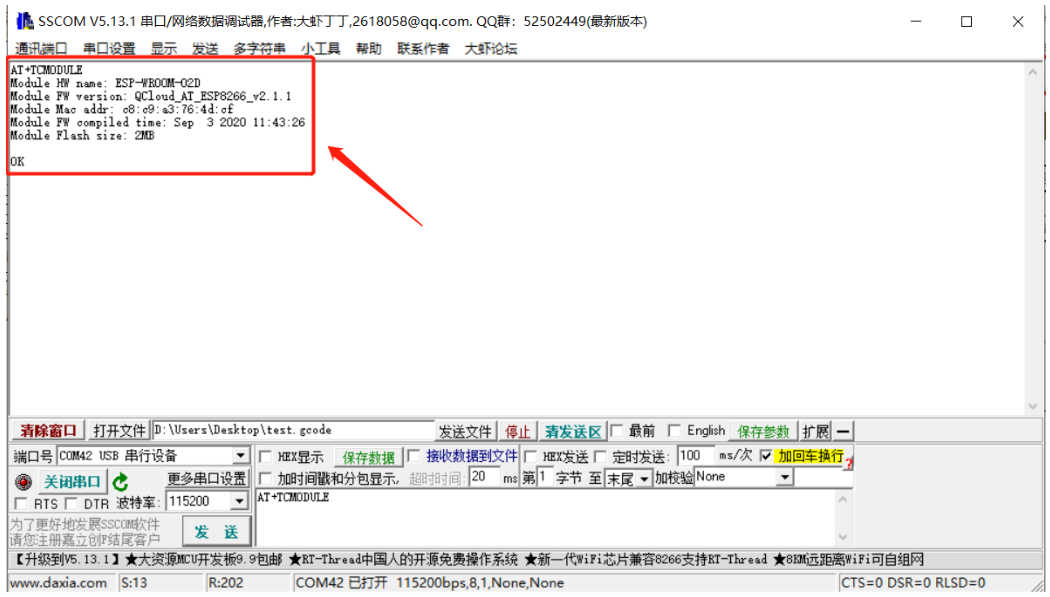 SSCOM V5.13.1 串口/网络数据调试器,作者:大虾丁丁,2618058@qq.com. QQ群: 52502449(最新版本)
通讯端口 串口设置 显示 发送 多字符串 小工具 帮助 联系作者 大虾论坛
AT+TCMODULE
Module HW name: ESP-WROOM-02D
Module FW version: QCloud_AT_ESP8266_v2.1.1
Module Mac addr: c8:c9:a3:76:4d:cf
Module FW compiled time: Sep  3 2020 11:43:26
Module Flash size: 2MB
OK
清除窗口 打开文件 D:\Users\Desktop\test.gcode 发送文件 停止 清发送区 最前 English 保存参数 扩展 —
端口号 COM42 USB 串行设备 HEX显示 保存数据 接收数据到文件 HEX发送 定时发送: 100 ms/次 加回车换行 ?
关闭串口 更多串口设置 加时间戳和分包显示, 超时时间: 20 ms 第 1 字节 至 末尾 加校验 None
RTS DTR 波特率: 115200 AT+TCMODULE
为了更好地发展SSCOM软件
请您注册嘉立创F结尾客户
发 送
【升级到V5.13.1】★大资源MCU开发板9.9包邮 ★RT-Thread中国人的开源免费操作系统 ★新一代WiFi芯片兼容8266支持RT-Thread ★8KM远距离WiFi可自组网
www.daxia.com S:13 R:202 COM42 已打开 115200bps,8,1,None,None CTS=0 DSR=0 RLSD=0